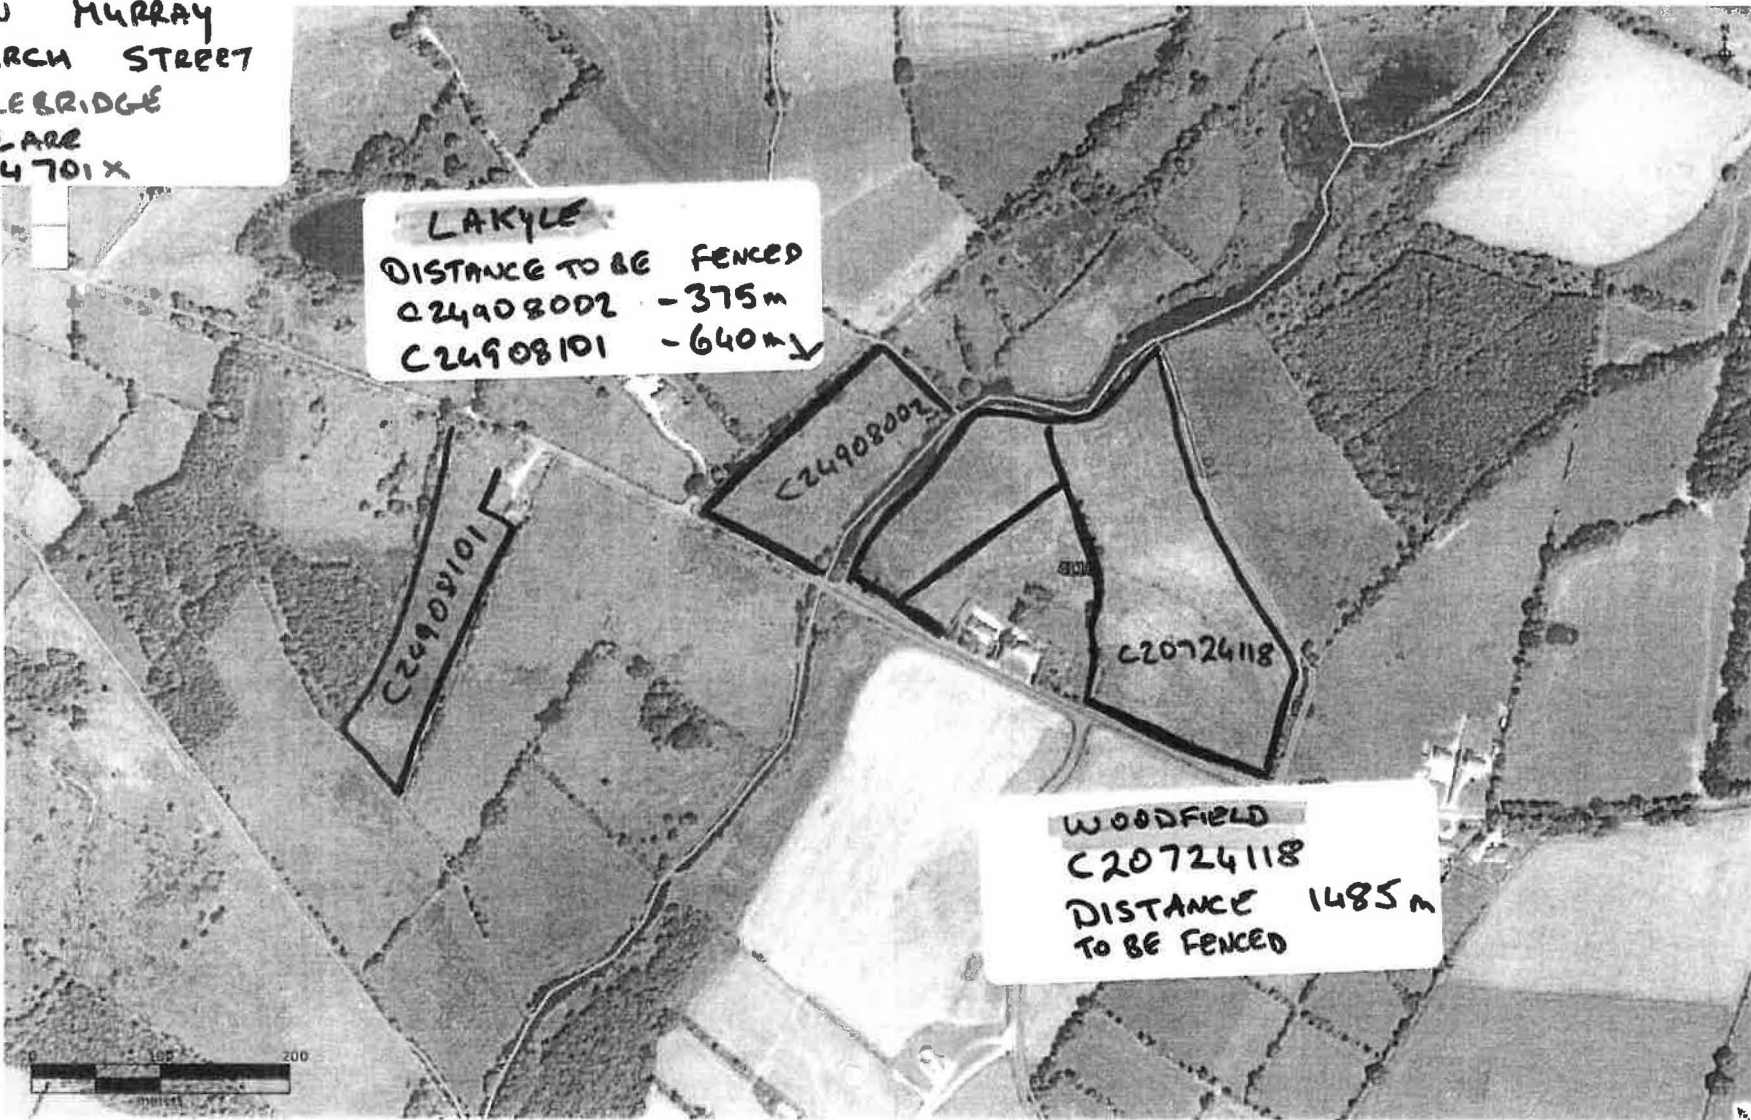 MURRAY
STREET
LAKYLE
DISTANCE TO BE FENCED
C24908002 - 375m
C24908101 - 640m
C24908002
C24908101
C20724118
WOODFIELD
C20724118
DISTANCE 1485m
TO BE FENCED
0 100 200
meters
N